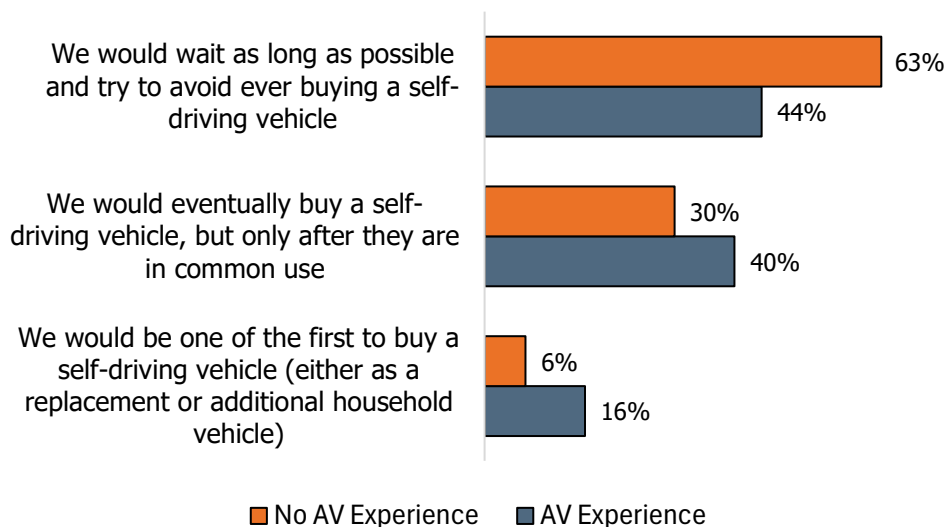 We would wait as long as possible
and try to avoid ever buying a self-
driving vehicle
63%
44%
We would eventually buy a self-
driving vehicle, but only after they are
in common use
30%
40%
We would be one of the first to buy a
self-driving vehicle (either as a
replacement or additional household
vehicle)
6%
16%
No AV Experience
AV Experience